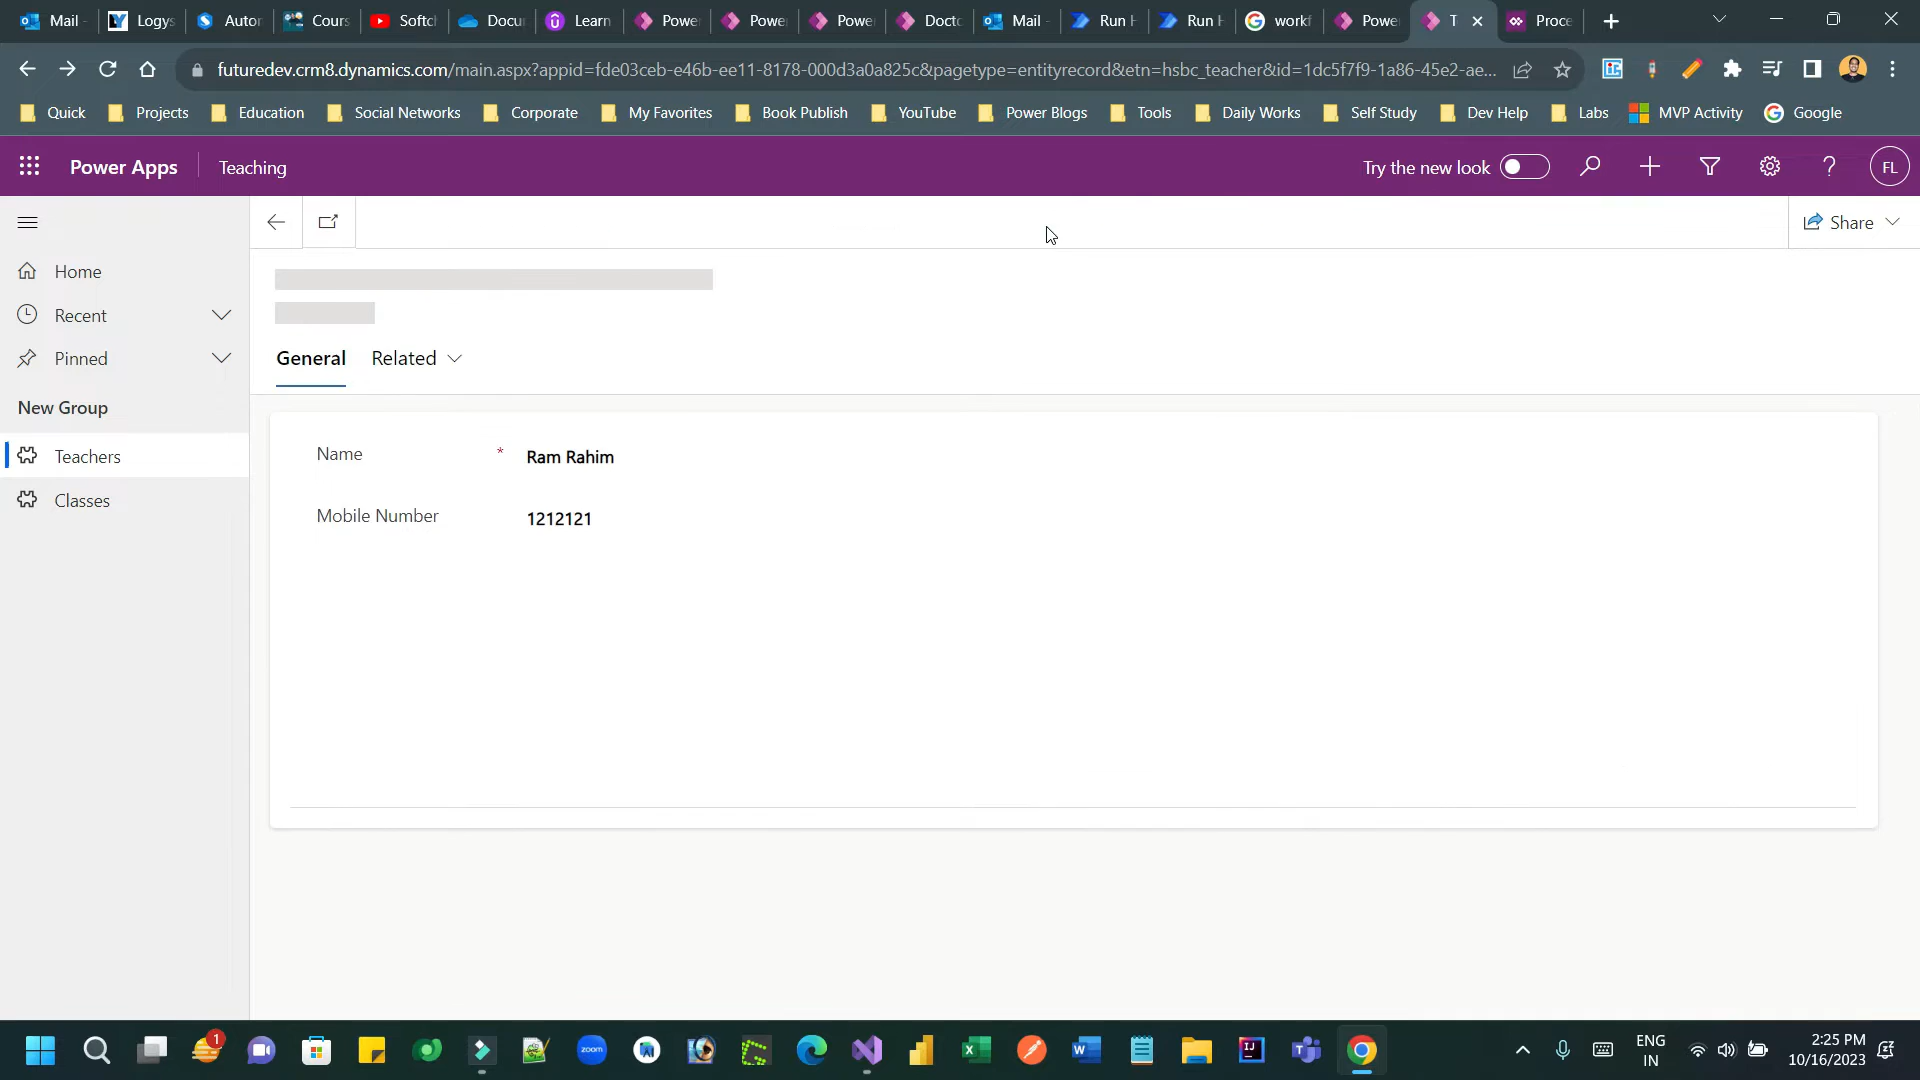 Mail -
Logys
Autor
Cours
Softch
Docu
Learn
Power
Powe
Powe
Docto
Mail -
Run H
Run H
workf
Powe
T
Proce
futuredev.crm8.dynamics.com/main.aspx?appid=fde03ceb-e46b-ee11-8178-000d3a0a825c&pagetype=entityrecord&etn=hsbc_teacher&id=1dc5f7f9-1a86-45e2-ae...
Quick
Projects
Education
Social Networks
Corporate
My Favorites
Book Publish
YouTube
Power Blogs
Tools
Daily Works
Self Study
Dev Help
Labs
MVP Activity
Google
Power Apps
Teaching
Try the new look
FL
Share
Home
Recent
Pinned
New Group
Teachers
Classes
General
Related
Name *
Ram Rahim
Mobile Number
1212121
1
zoom
ENG
IN
2:25 PM
10/16/2023